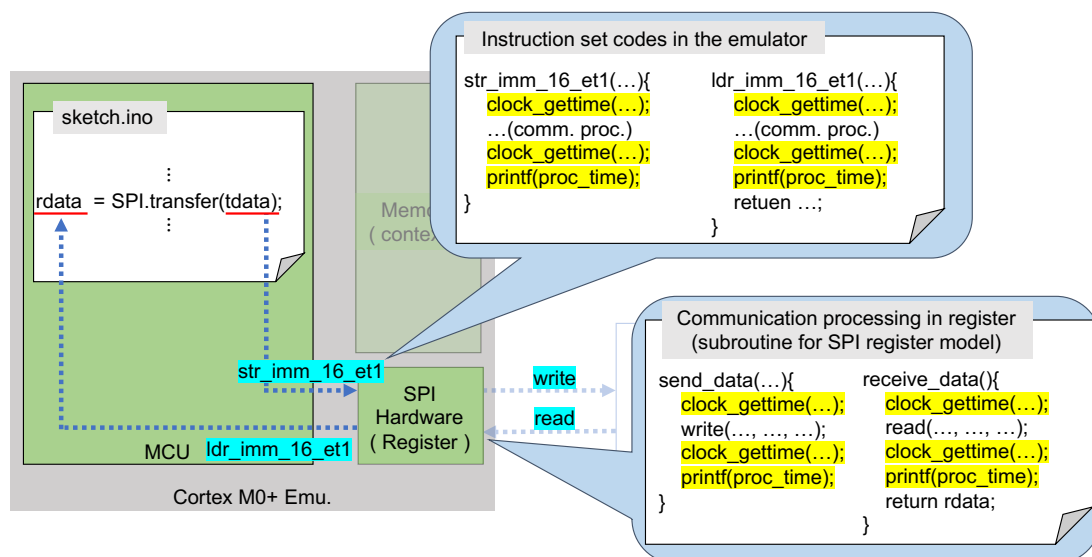 Instruction set codes in the emulator
str_imm_16_et1(…){
clock_gettime(…);
…(comm. proc.)
clock_gettime(…);
printf(proc_time);
}
ldr_imm_16_et1(…){
clock_gettime(…);
…(comm. proc.)
clock_gettime(…);
printf(proc_time);
retuen …;
}
sketch.ino
⋮
rdata = SPI.transfer(tdata);
⋮
Memo
( contex
str_imm_16_et1
SPI
Hardware
( Register )
write
read
MCU
ldr_imm_16_et1
Cortex M0+ Emu.
Communication processing in register
(subroutine for SPI register model)
send_data(…){
clock_gettime(…);
write(…, …, …);
clock_gettime(…);
printf(proc_time);
}
receive_data(){
clock_gettime(…);
read(…, …, …);
clock_gettime(…);
printf(proc_time);
return rdata;
}